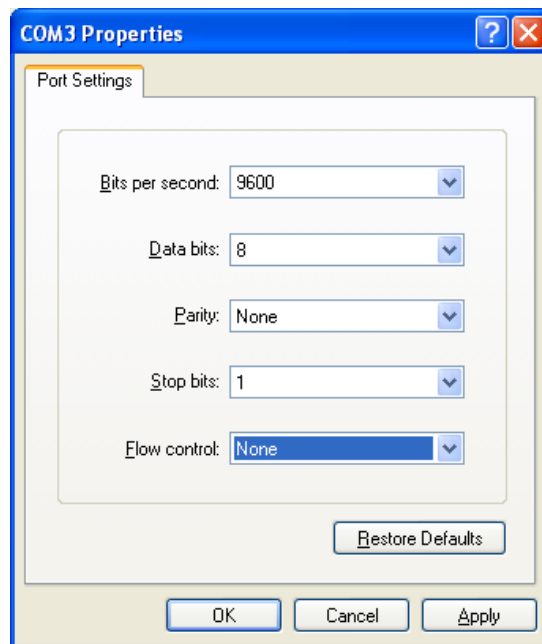 COM3 Properties
Port Settings
Bits per second: 9600
Data bits: 8
Parity: None
Stop bits: 1
Flow control: None
Restore Defaults
OK Cancel Apply